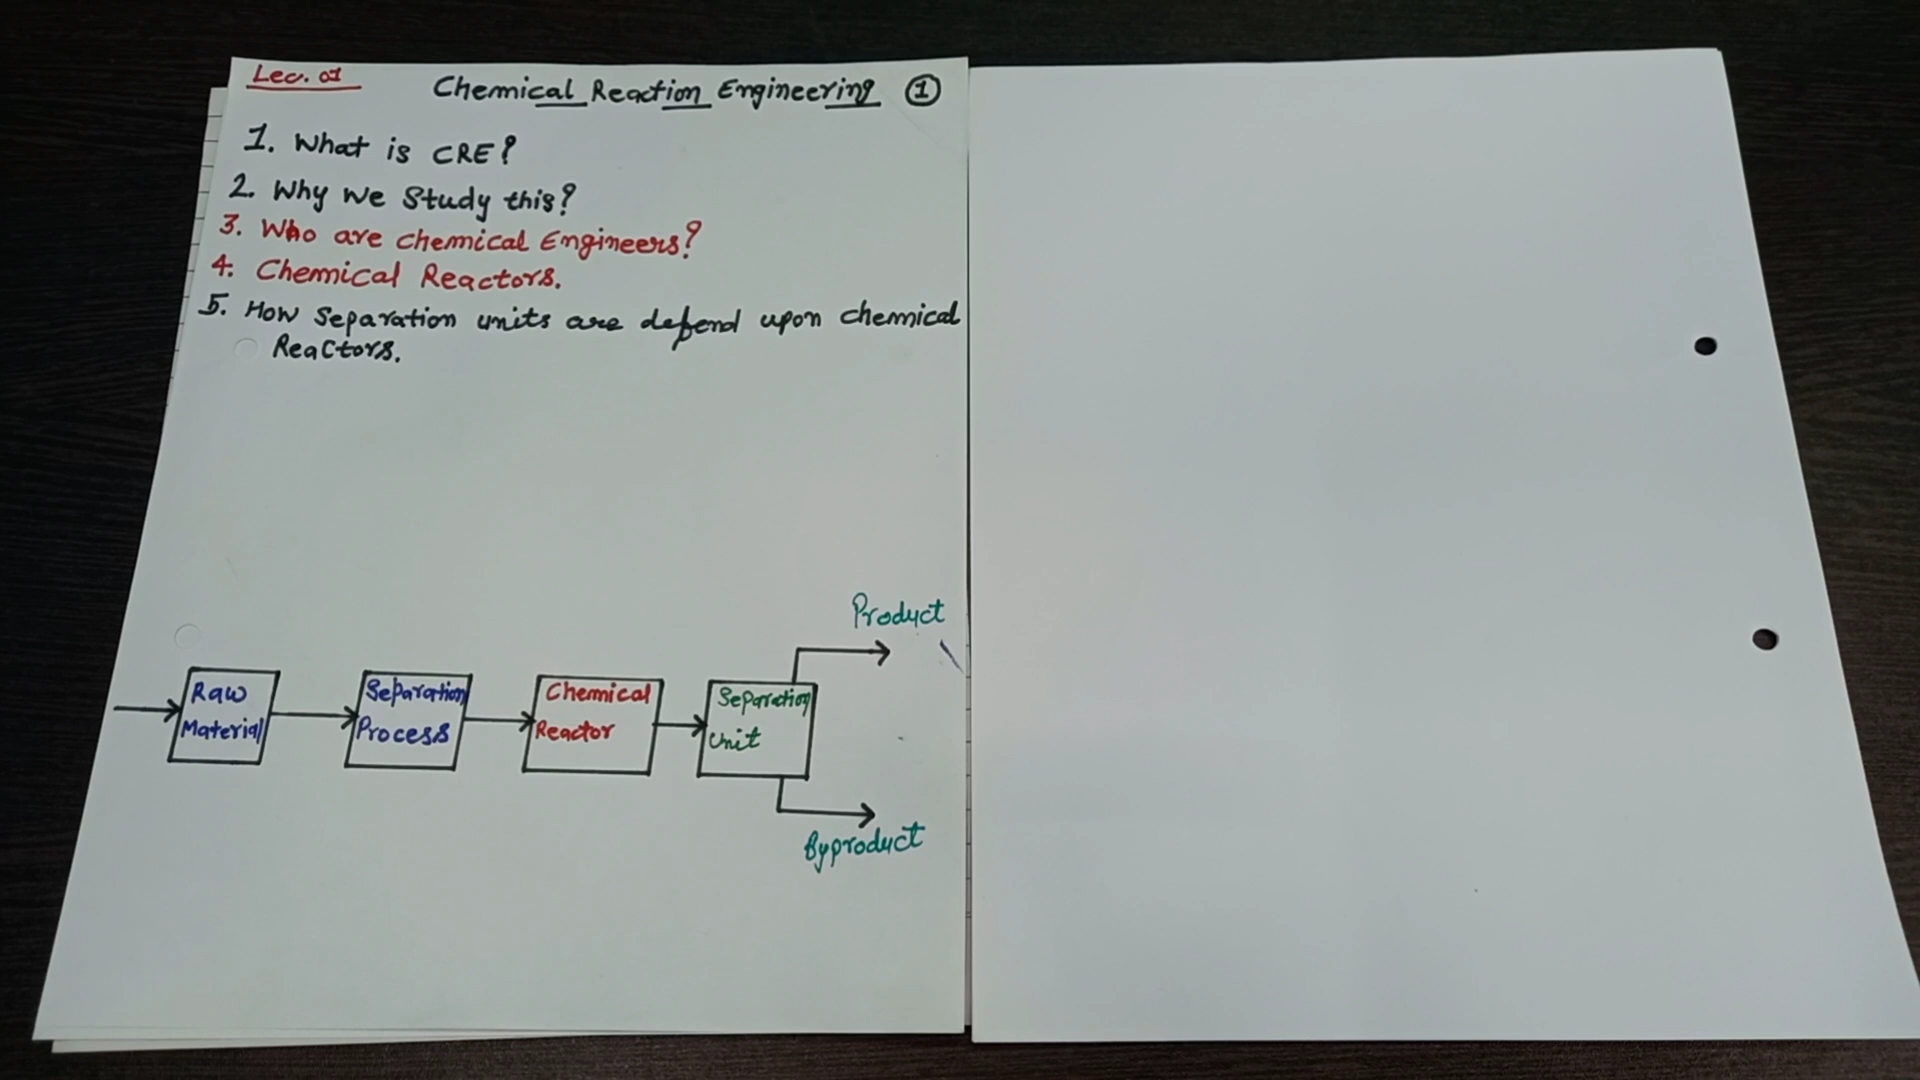 Lec. 01
Chemical Reaction Engineering 1
1. What is CRE?
2. Why we Study this?
3. Who are chemical Engineers?
4. Chemical Reactors.
5. How Separation units are defend upon chemical
Reactors.
Product
Raw
Material
Separation
Process
Chemical
Reactor
Separation
Unit
Byproduct